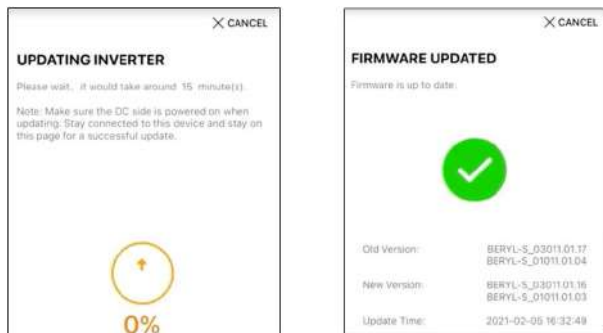 X CANCEL
UPDATING INVERTER
Please wait, it would take around 15 minute(s).
Note: Make sure the DC side is powered on when
updating. Stay connected to this device and stay on
this page for a successful update.
0%
X CANCEL
FIRMWARE UPDATED
Firmware is up to date.
Old Version: BERYL-S_03011.01.17
BERYL-S_01011.01.04
New Version: BERYL-S_03011.01.16
BERYL-S_01011.01.03
Update Time: 2021-02-05 16:32:49